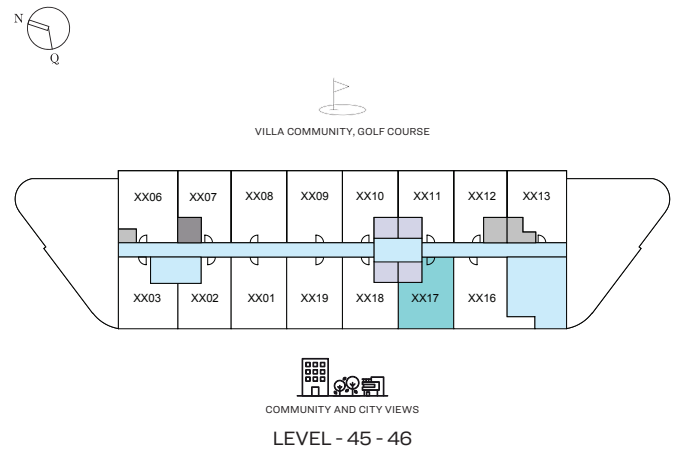 N
Q
VILLA COMMUNITY, GOLF COURSE
XX06 XX07 XX08 XX09 XX10 XX11 XX12 XX13
XX03 XX02 XX01 XX19 XX18 XX17 XX16
COMMUNITY AND CITY VIEWS
LEVEL - 45 - 46